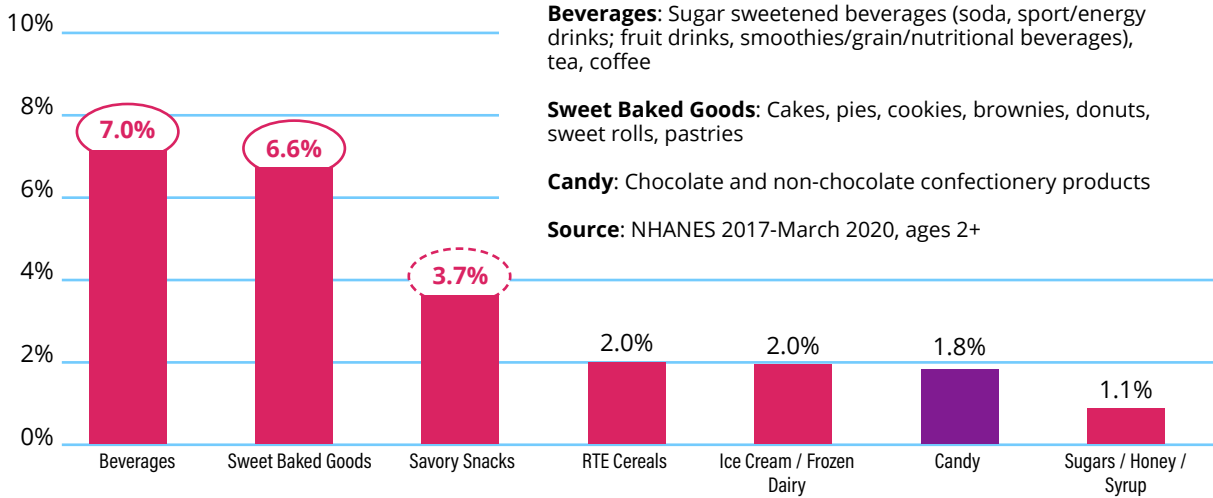 10%
8%
6%
4%
2%
0%
Beverages: Sugar sweetened beverages (soda, sport/energy
drinks; fruit drinks, smoothies/grain/nutritional beverages),
tea, coffee
Sweet Baked Goods: Cakes, pies, cookies, brownies, donuts,
sweet rolls, pastries
Candy: Chocolate and non-chocolate confectionery products
Source: NHANES 2017-March 2020, ages 2+
7.0%
6.6%
3.7%
2.0%
2.0%
1.8%
1.1%
Beverages
Sweet Baked Goods
Savory Snacks
RTE Cereals
Ice Cream / Frozen
Dairy
Candy
Sugars / Honey /
Syrup